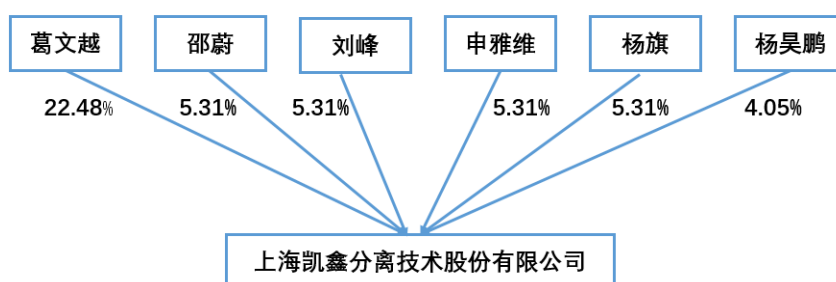 葛文越 邵蔚 刘峰 申雅维 杨旗 杨昊鹏
22.48% 5.31% 5.31% 5.31% 5.31% 4.05%
上海凯鑫分离技术股份有限公司